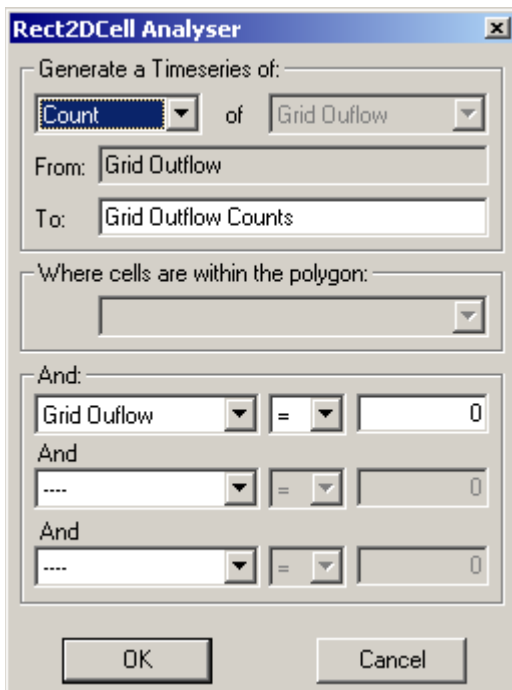 Rect2DCell Analyser
Generate a Timeseries of:
Count of Grid Ouflow
From: Grid Outflow
To: Grid Outflow Counts
Where cells are within the polygon:
And:
Grid Ouflow = 0
And
---- = 0
And
---- = 0
OK Cancel